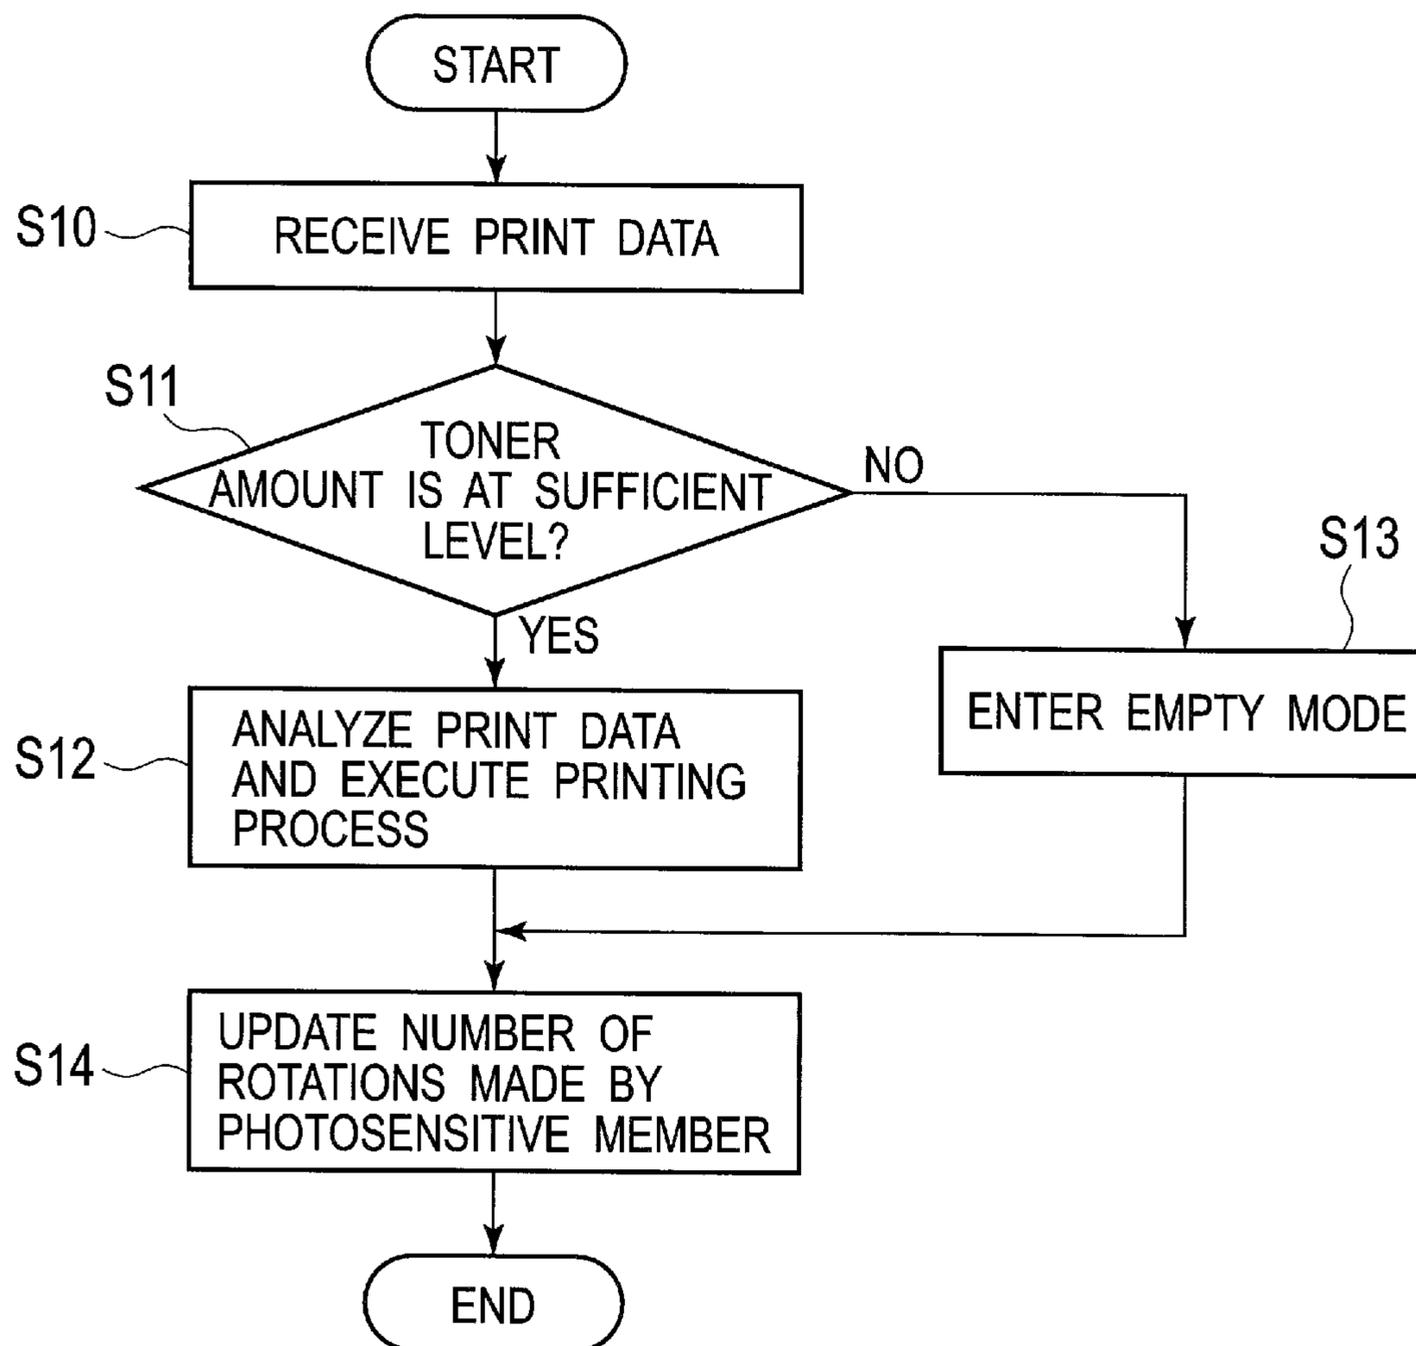 START
S10
RECEIVE PRINT DATA
S11
TONER
AMOUNT IS AT SUFFICIENT
LEVEL?
NO
YES
S13
ENTER EMPTY MODE
S12
ANALYZE PRINT DATA
AND EXECUTE PRINTING
PROCESS
S14
UPDATE NUMBER OF
ROTATIONS MADE BY
PHOTOSENSITIVE MEMBER
END